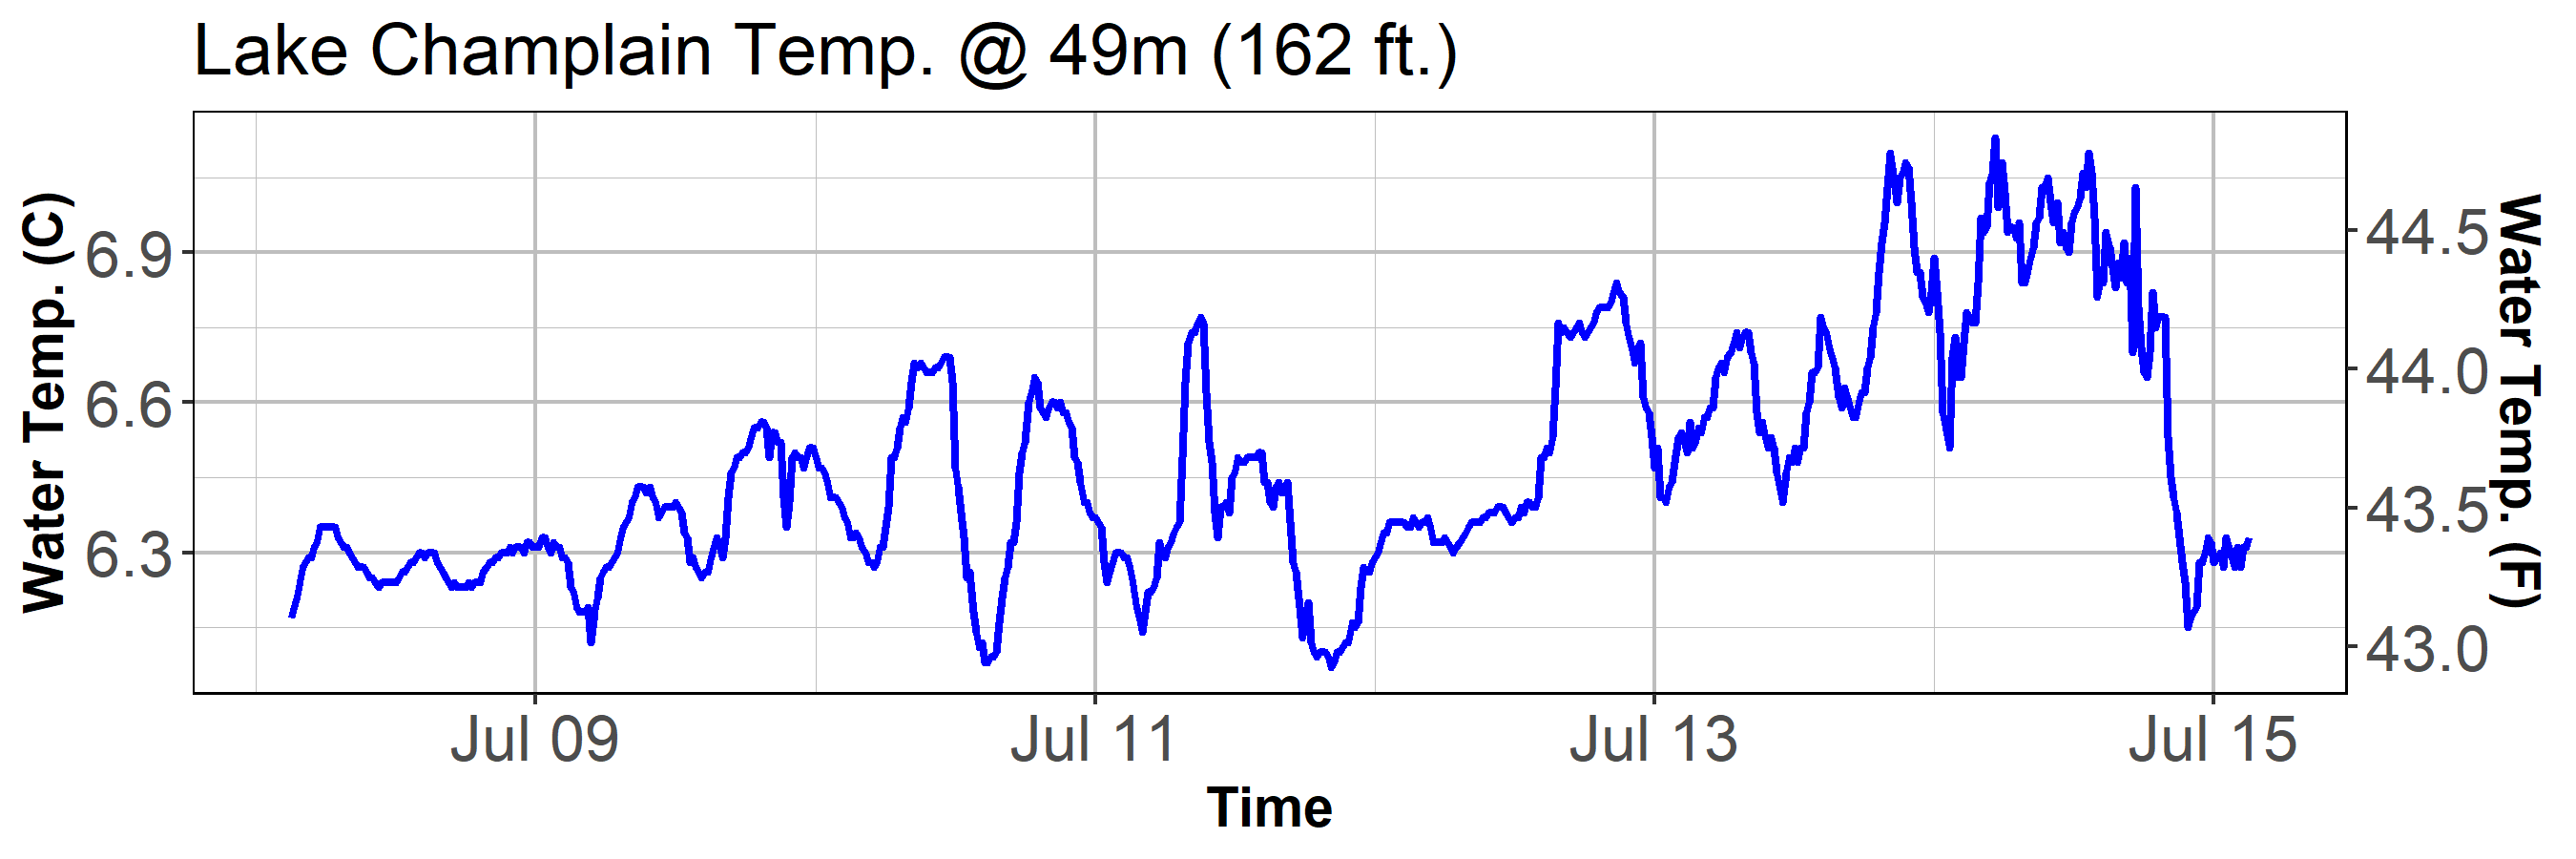 Lake Champlain Temp. @ 49m (162 ft.)
Water Temp. (C)
6.9
6.6
6.3
44.5
44.0
43.5
43.0
Water Temp. (F)
Jul 09 Jul 11 Jul 13 Jul 15
Time